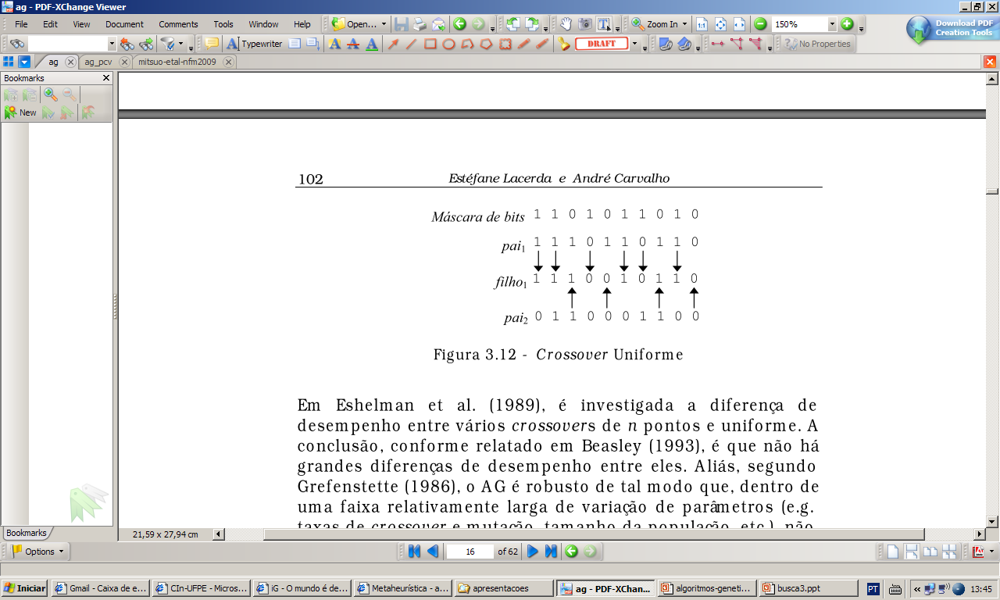 ag - PDF-XChange Viewer
File Edit View Document Comments Tools Window Help Open... Zoom In 150% Download PDF Creation Tools
Typewriter DRAFT No Properties
ag ag_pcv mitsuo-etal-nfm2009
Bookmarks
New
102 Estéfane Lacerda e André Carvalho
Máscara de bits 1 1 0 1 0 1 1 0 1 0
pai1 1 1 1 0 1 1 0 1 1 0
filho1 1 1 1 0 0 1 0 1 1 0
pai2 0 1 1 0 0 0 1 1 0 0
Figura 3.12 - Crossover Uniforme
Em Eshelman et al. (1989), é investigada a diferença de
desempenho entre vários crossovers de n pontos e uniforme. A
conclusão, conforme relatado em Beasley (1993), é que não há
grandes diferenças de desempenho entre eles. Aliás, segundo
Grefenstette (1986), o AG é robusto de tal modo que, dentro de
uma faixa relativamente larga de variação de parâmetros (e.g.
taxas de crossover e mutação, tamanho da população, etc.), não
Bookmarks
21,59 x 27,94 cm
Options 16 of 62
Iniciar Gmail - Caixa de e... CIn-UFPE - Micros... iG - O mundo é de... Metaheurística - a... apresentacoes ag - PDF-XChan... algoritmos-geneti... busca3.ppt PT « 13:45